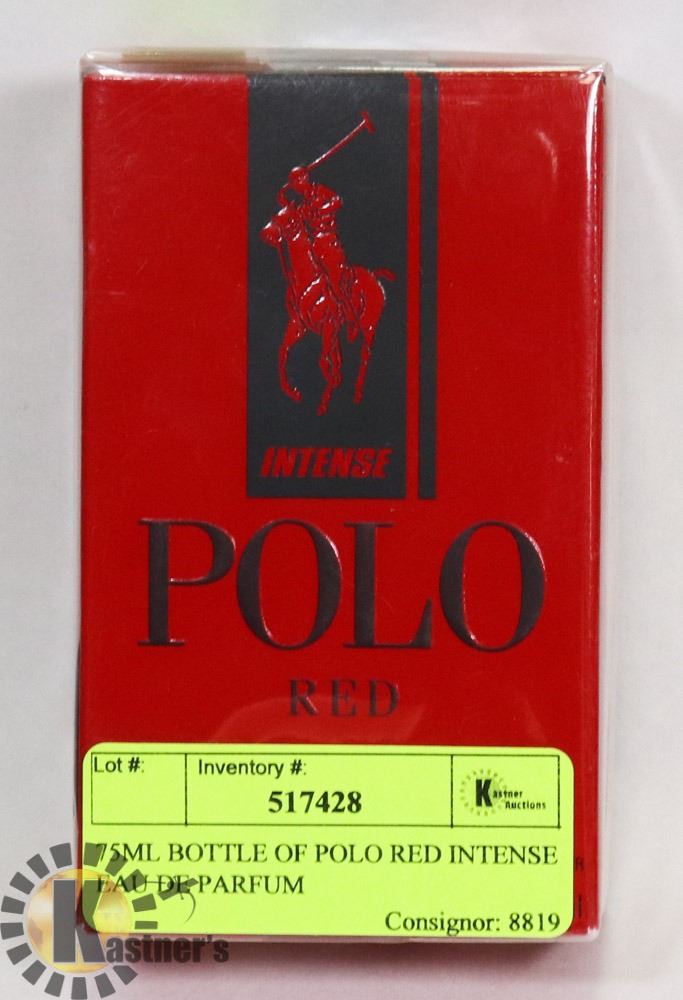 INTENSE
POLO
RED
Lot #:
Inventory #:
517428
Kastner
Auctions
75ML BOTTLE OF POLO RED INTENSE
EAU DE PARFUM
Consignor: 8819
Kastner's